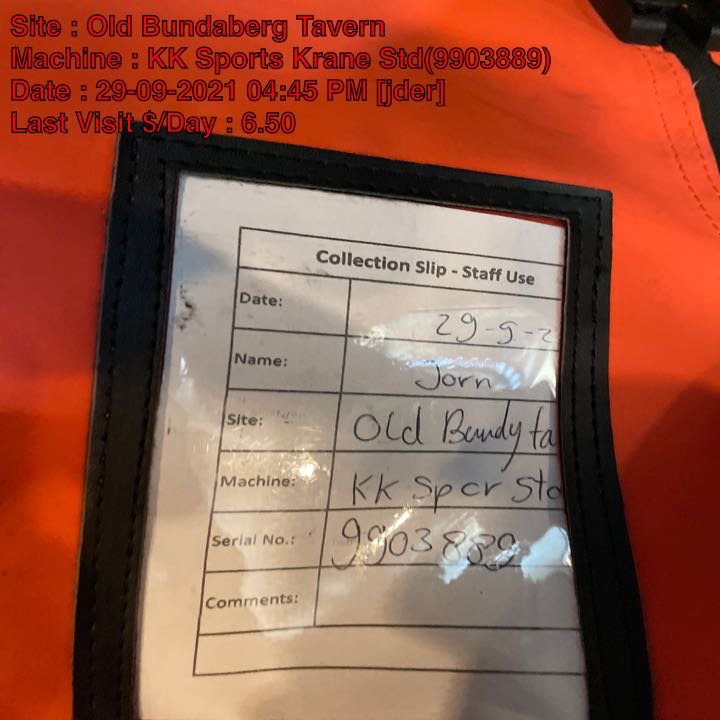 Site : Old Bundaberg Tavern
Machine : KK Sports Krane Std(9903889)
Date : 29-09-2021 04:45 PM [jder]
Last Visit $/Day : 6.50
Collection Slip - Staff Use
Date: 29-9-2
Name: Jorn
Site: Old Bundy ta
Machine: KK Spor Std
Serial No.: 9903889
Comments: